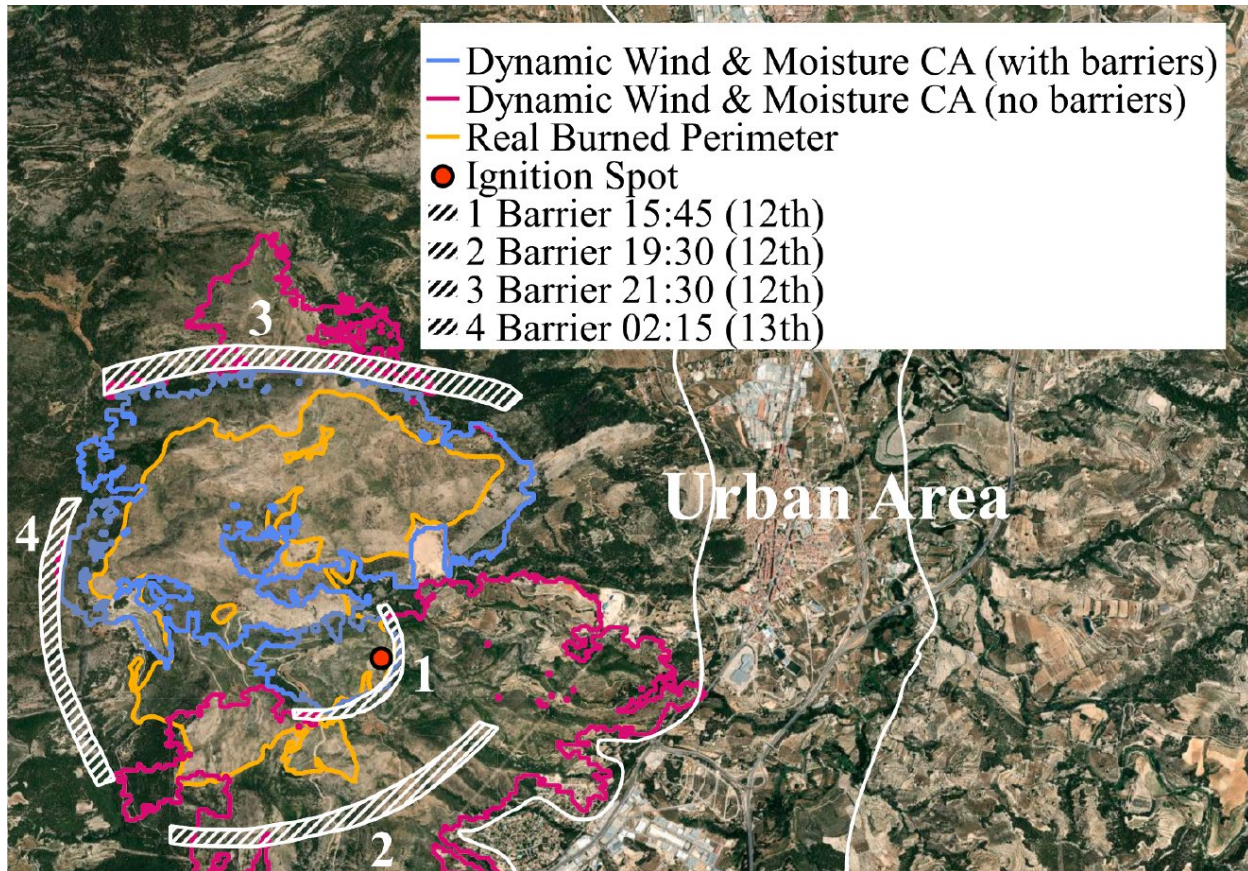 Dynamic Wind & Moisture CA (with barriers)
Dynamic Wind & Moisture CA (no barriers)
Real Burned Perimeter
Ignition Spot
1 Barrier 15:45 (12th)
2 Barrier 19:30 (12th)
3 Barrier 21:30 (12th)
4 Barrier 02:15 (13th)
3
Urban Area
4
1
2